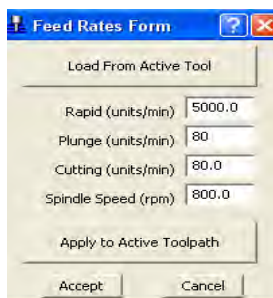 Feed Rates Form
Load From Active Tool
Rapid (units/min) 5000.0
Plunge (units/min) 80
Cutting (units/min) 80.0
Spindle Speed (rpm) 800.0
Apply to Active Toolpath
Accept Cancel